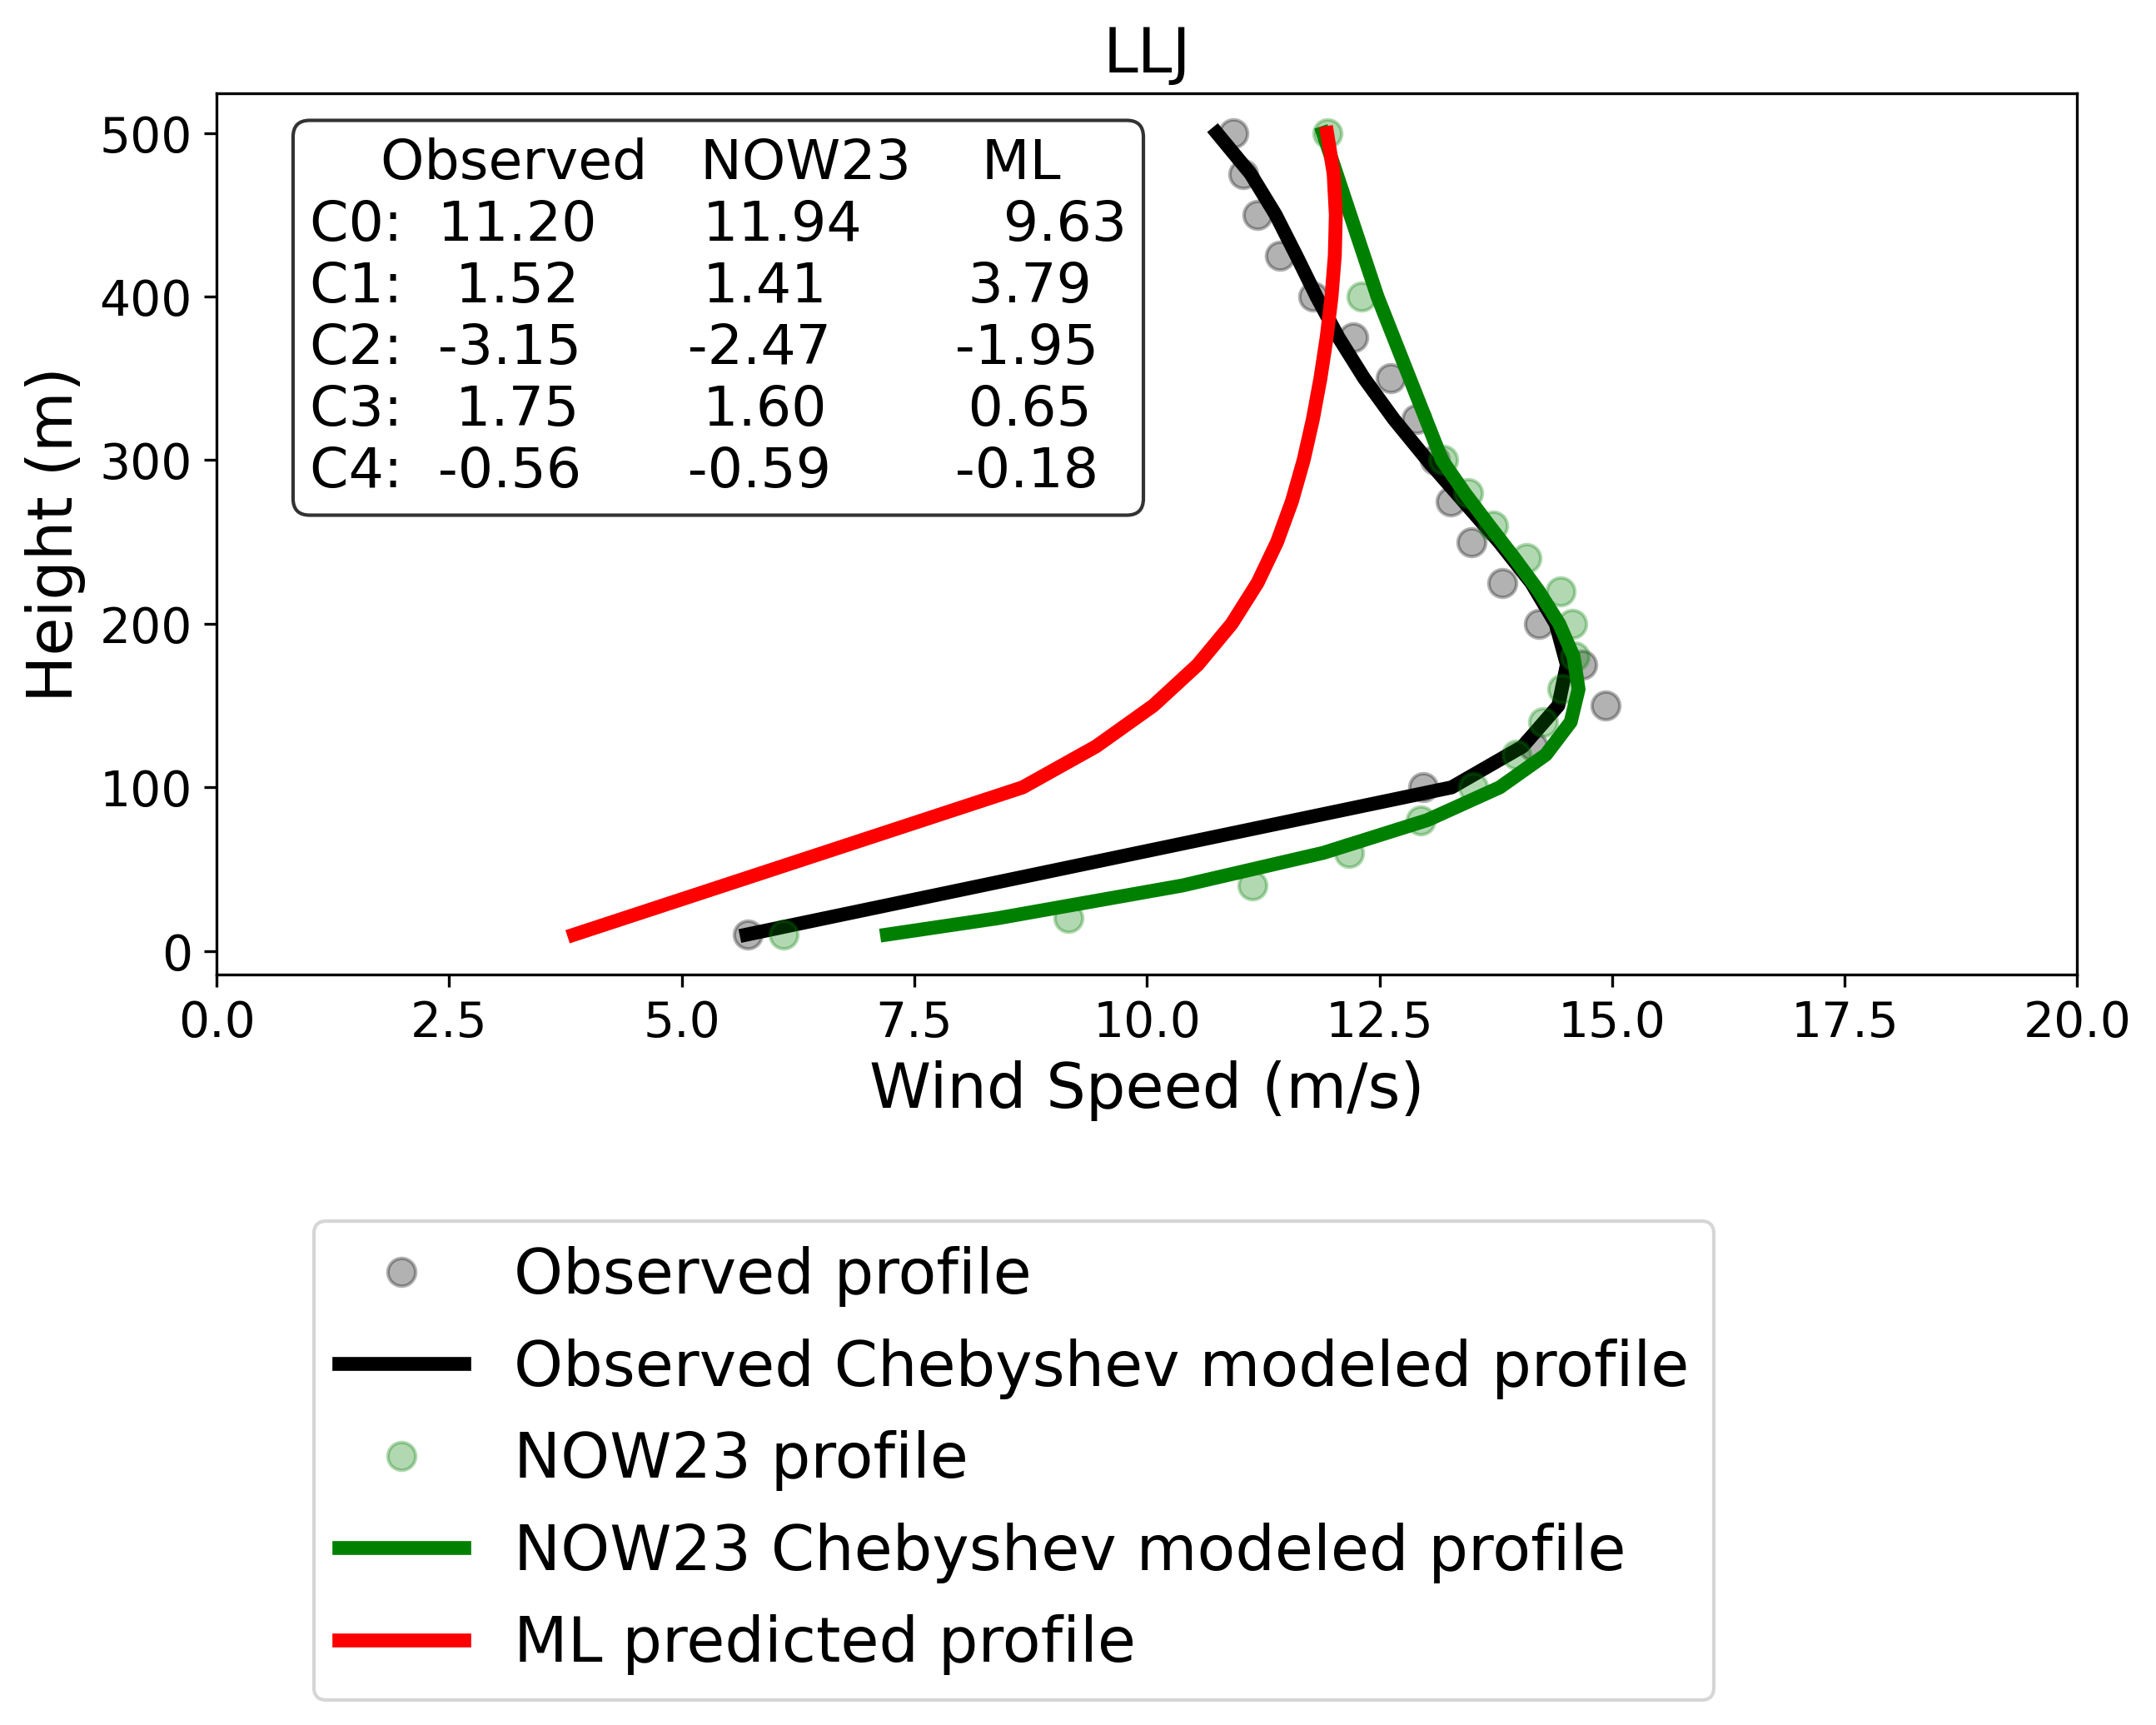 LLJ
500
400
300
200
100
0
Height (m)
Observed NOW23 ML
C0: 11.20 11.94 9.63
C1: 1.52 1.41 3.79
C2: -3.15 -2.47 -1.95
C3: 1.75 1.60 0.65
C4: -0.56 -0.59 -0.18
0.0 2.5 5.0 7.5 10.0 12.5 15.0 17.5 20.0
Wind Speed (m/s)
Observed profile
Observed Chebyshev modeled profile
NOW23 profile
NOW23 Chebyshev modeled profile
ML predicted profile